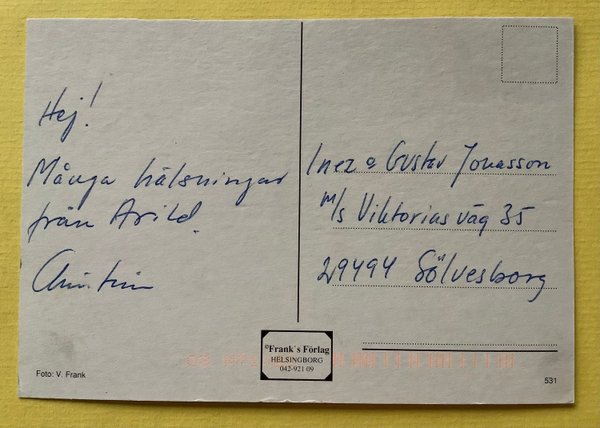 Hej!
Många hälsningar
från Arild.
Christin
Inez o Gustav Jonasson
m/s Viktorias väg 35
29494 Sölvesborg
©Frank's Förlag
HELSINGBORG
042-921 09
Foto: V. Frank
531